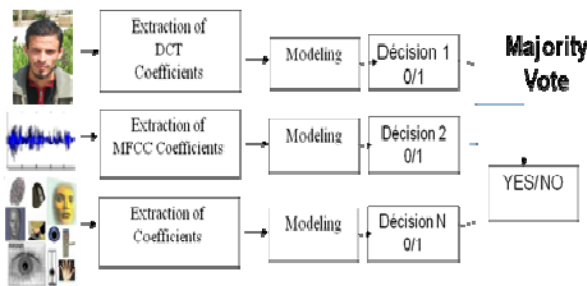 Extraction of
DCT
Coefficients
Modeling
Décision 1
0/1
Majority
Vote
Extraction of
MFCC Coefficients
Modeling
Décision 2
0/1
YES/NO
Extraction of
Coefficients
Modeling
Décision N
0/1